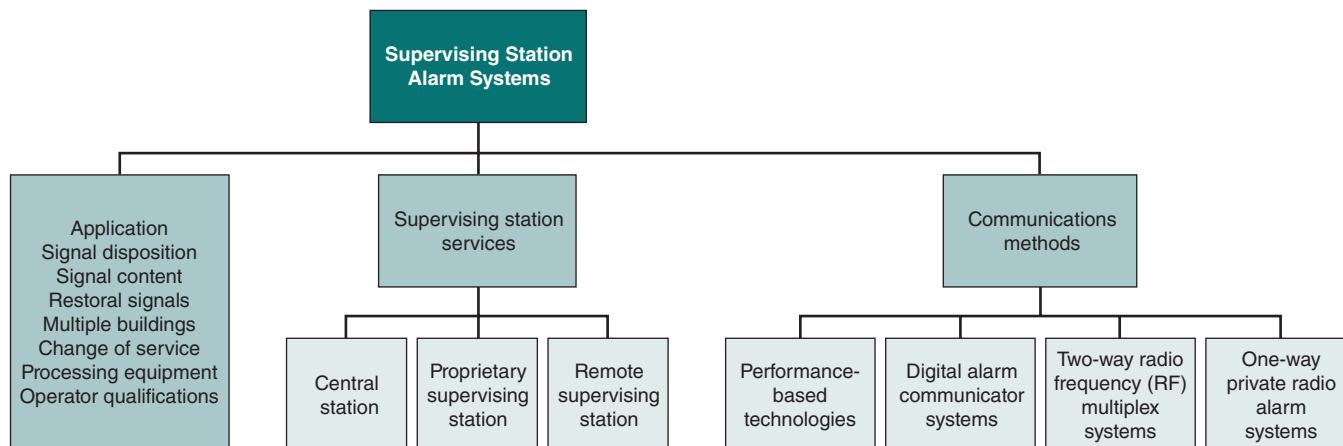 Supervising Station
Alarm Systems
Application
Signal disposition
Signal content
Restoral signals
Multiple buildings
Change of service
Processing equipment
Operator qualifications
Supervising station
services
Communications
methods
Central
station
Proprietary
supervising
station
Remote
supervising
station
Performance-
based
technologies
Digital alarm
communicator
systems
Two-way radio
frequency (RF)
multiplex
systems
One-way
private radio
alarm
systems